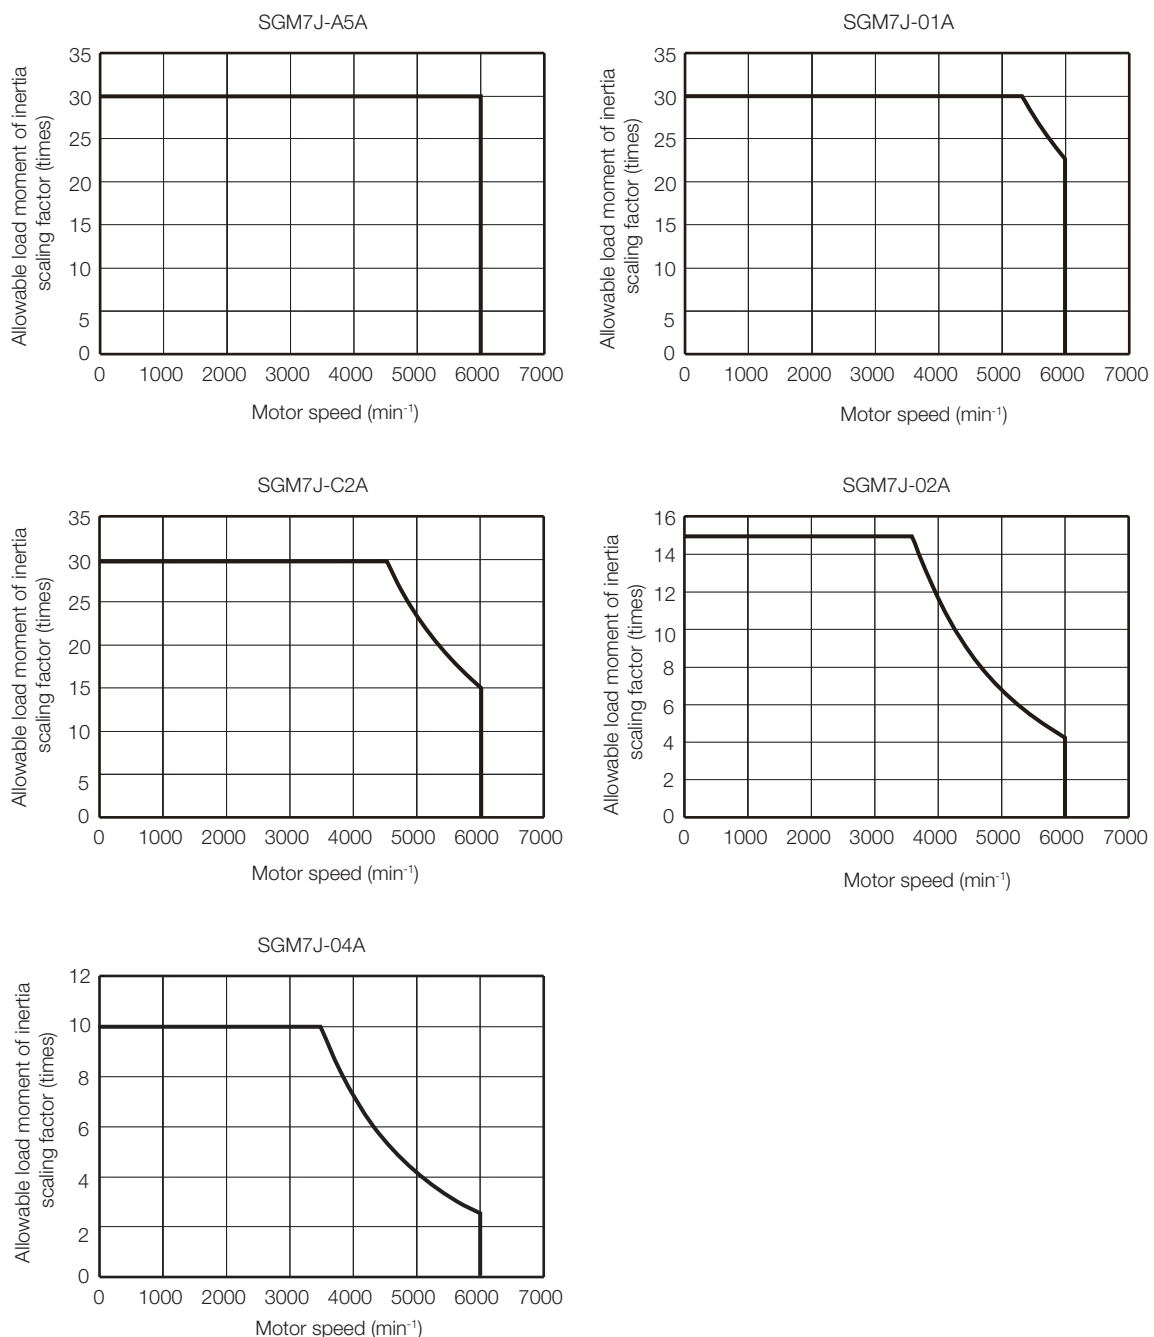 SGM7J-A5A
Allowable load moment of inertia
scaling factor (times)
35
30
25
20
15
10
5
0
0 1000 2000 3000 4000 5000 6000 7000
Motor speed (min-1)
SGM7J-01A
Allowable load moment of inertia
scaling factor (times)
35
30
25
20
15
10
5
0
0 1000 2000 3000 4000 5000 6000 7000
Motor speed (min-1)
SGM7J-C2A
Allowable load moment of inertia
scaling factor (times)
35
30
25
20
15
10
5
0
0 1000 2000 3000 4000 5000 6000 7000
Motor speed (min-1)
SGM7J-02A
Allowable load moment of inertia
scaling factor (times)
16
14
12
10
8
6
4
2
0
0 1000 2000 3000 4000 5000 6000 7000
Motor speed (min-1)
SGM7J-04A
Allowable load moment of inertia
scaling factor (times)
12
10
8
6
4
2
0
0 1000 2000 3000 4000 5000 6000 7000
Motor speed (min-1)